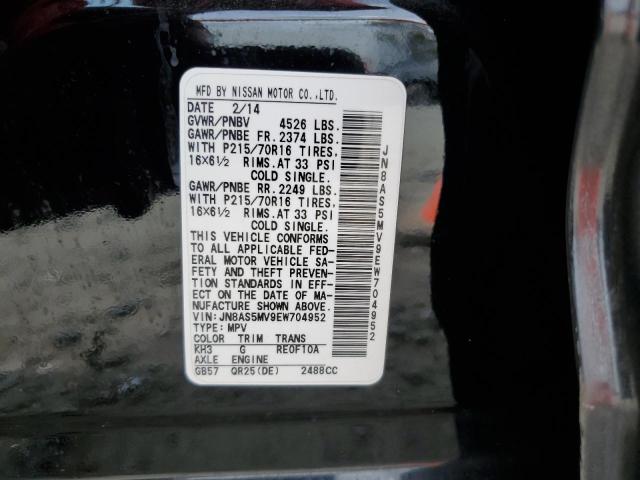 MFD BY NISSAN MOTOR CO.,LTD.
DATE 2/14
GVWR/PNBV 4526 LBS.
GAWR/PNBE FR. 2374 LBS.
WITH P215/70R16 TIRES,
16X6½ RIMS.AT 33 PSI
COLD SINGLE.
GAWR/PNBE RR. 2249 LBS.
WITH P215/70R16 TIRES,
16X6½ RIMS.AT 33 PSI
COLD SINGLE.
THIS VEHICLE CONFORMS
TO ALL APPLICABLE FED-
ERAL MOTOR VEHICLE SA-
FETY AND THEFT PREVEN-
TION STANDARDS IN EFF-
ECT ON THE DATE OF MA-
NUFACTURE SHOWN ABOVE.
VIN: JN8AS5MV9EW704952
TYPE: MPV
COLOR TRIM TRANS
KH3 G RE0F10A
AXLE ENGINE
GB57 QR25(DE) 2488CC
JN8AS5MV9EW704952